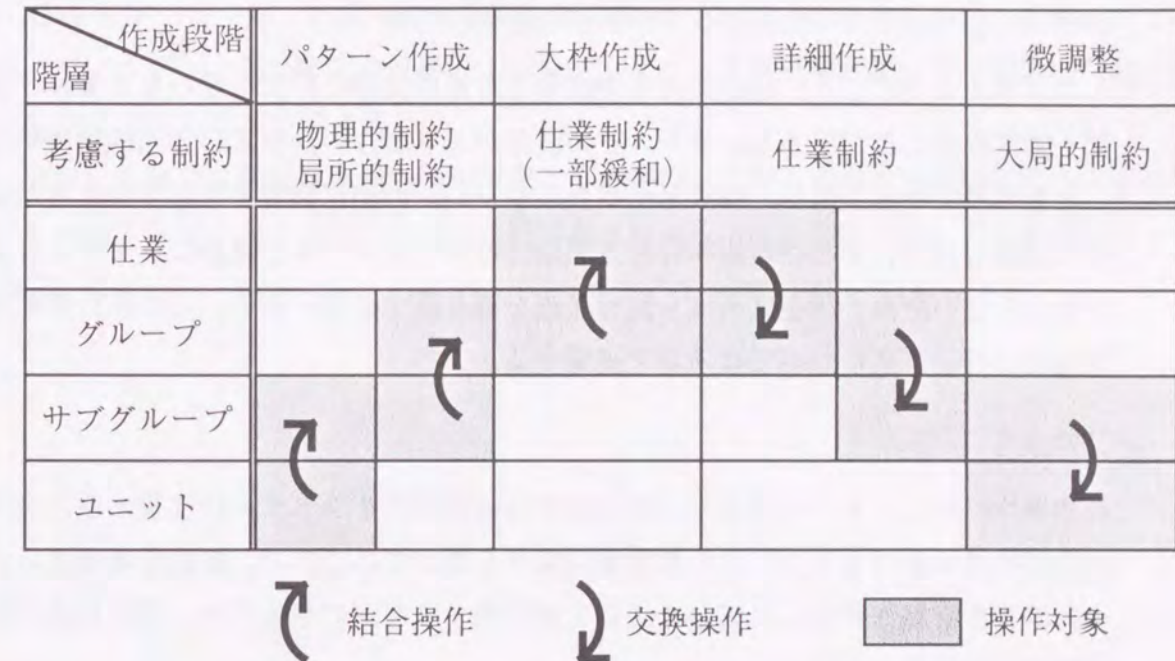 作成段階
階層
パターン作成
大枠作成
詳細作成
微調整
考慮する制約
物理的制約
局所的制約
仕業制約
(一部緩和)
仕業制約
大局的制約
仕業
グループ
サブグループ
ユニット
結合操作
交換操作
操作対象